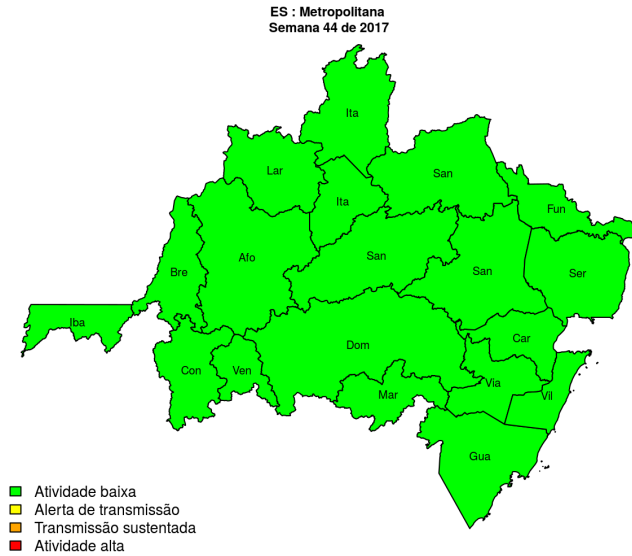 ES : Metropolitana
Semana 44 de 2017
Ita
Lar
San
Ita
Fun
Afo
San
San
Bre
Ser
Iba
Car
Dom
Con
Ven
Via
Mar
Vil
Gua
Atividade baixa
Alerta de transmissão
Transmissão sustentada
Atividade alta